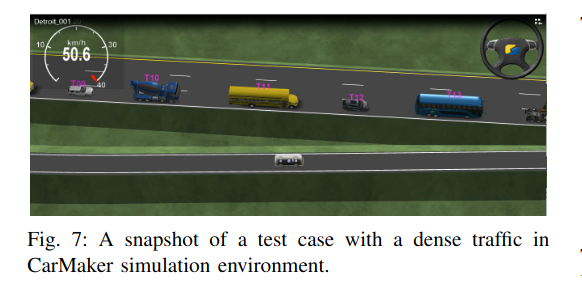 Detroit_001
km/h
10
30
50.6
40
T09
T10
T11
T12
T13
Fig. 7: A snapshot of a test case with a dense traffic in
CarMaker simulation environment.